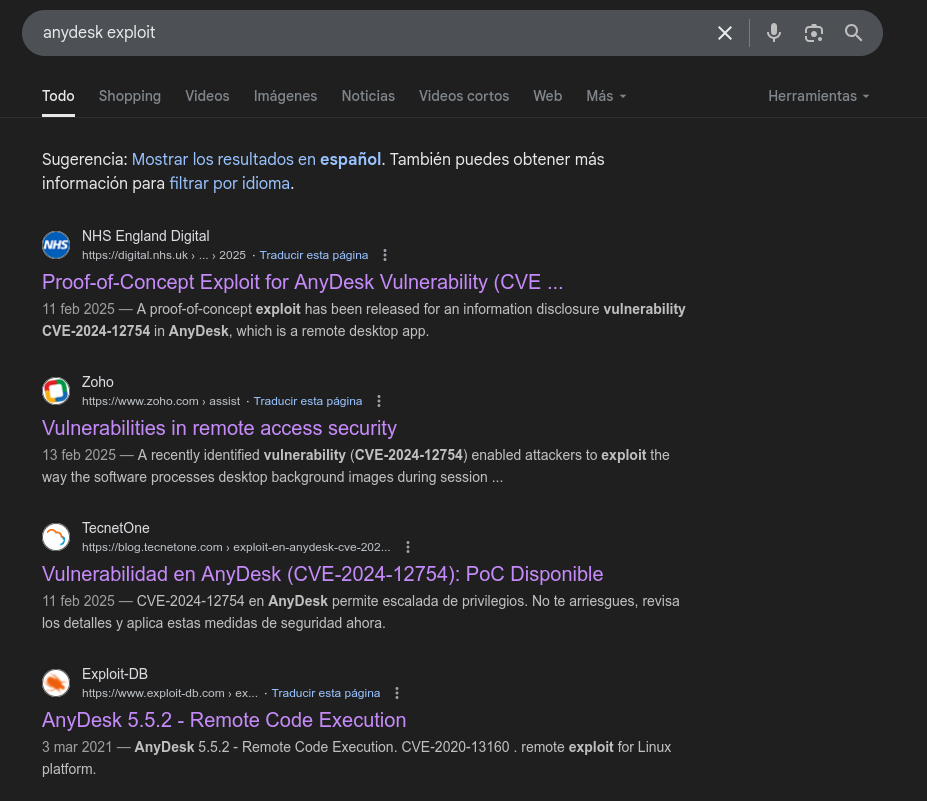 anydesk exploit
Todo Shopping Videos Imágenes Noticias Videos cortos Web Más Herramientas
Sugerencia: Mostrar los resultados en español. También puedes obtener más
información para filtrar por idioma.
NHS NHS England Digital
https://digital.nhs.uk › ... › 2025 · Traducir esta página
Proof-of-Concept Exploit for AnyDesk Vulnerability (CVE ...
11 feb 2025 — A proof-of-concept exploit has been released for an information disclosure vulnerability
CVE-2024-12754 in AnyDesk, which is a remote desktop app.
Zoho
https://www.zoho.com › assist · Traducir esta página
Vulnerabilities in remote access security
13 feb 2025 — A recently identified vulnerability (CVE-2024-12754) enabled attackers to exploit the
way the software processes desktop background images during session ...
TecnetOne
https://blog.tecnetone.com › exploit-en-anydesk-cve-202...
Vulnerabilidad en AnyDesk (CVE-2024-12754): PoC Disponible
11 feb 2025 — CVE-2024-12754 en AnyDesk permite escalada de privilegios. No te arriesgues, revisa
los detalles y aplica estas medidas de seguridad ahora.
Exploit-DB
https://www.exploit-db.com › ex... · Traducir esta página
AnyDesk 5.5.2 - Remote Code Execution
3 mar 2021 — AnyDesk 5.5.2 - Remote Code Execution. CVE-2020-13160 . remote exploit for Linux
platform.